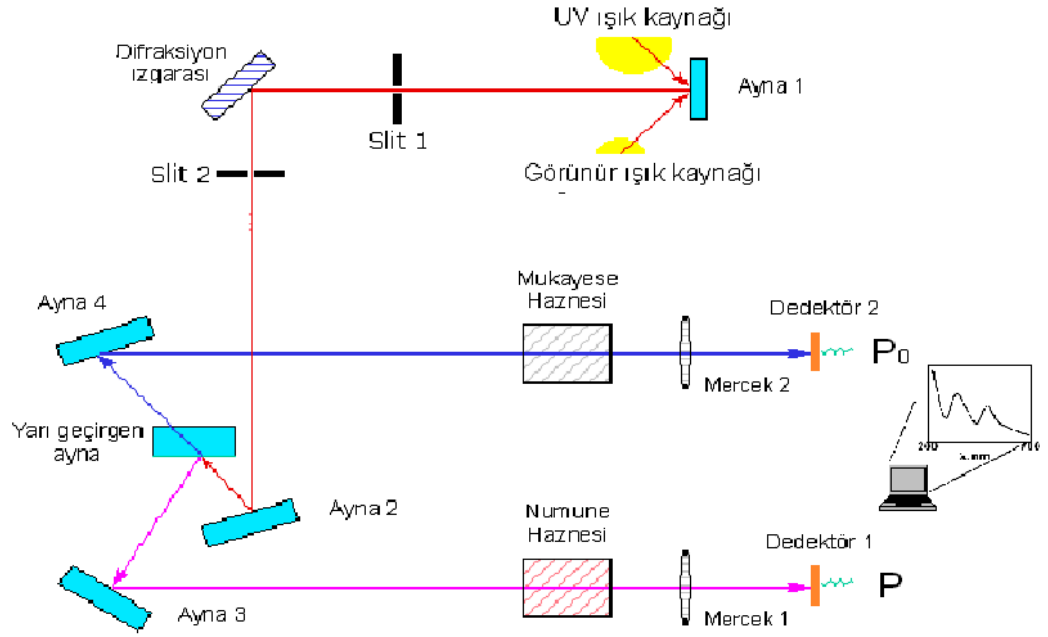 UV ışık kaynağı
Difraksiyon
ızgarası
Ayna 1
Slit 1
Slit 2
Görünür ışık kaynağı
Mukayese
Haznesi
Ayna 4
Dedektör 2
P0
Mercek 2
Yarı geçirgen
ayna
200
700
λ, nm
Ayna 2
Numune
Haznesi
Dedektör 1
P
Ayna 3
Mercek 1